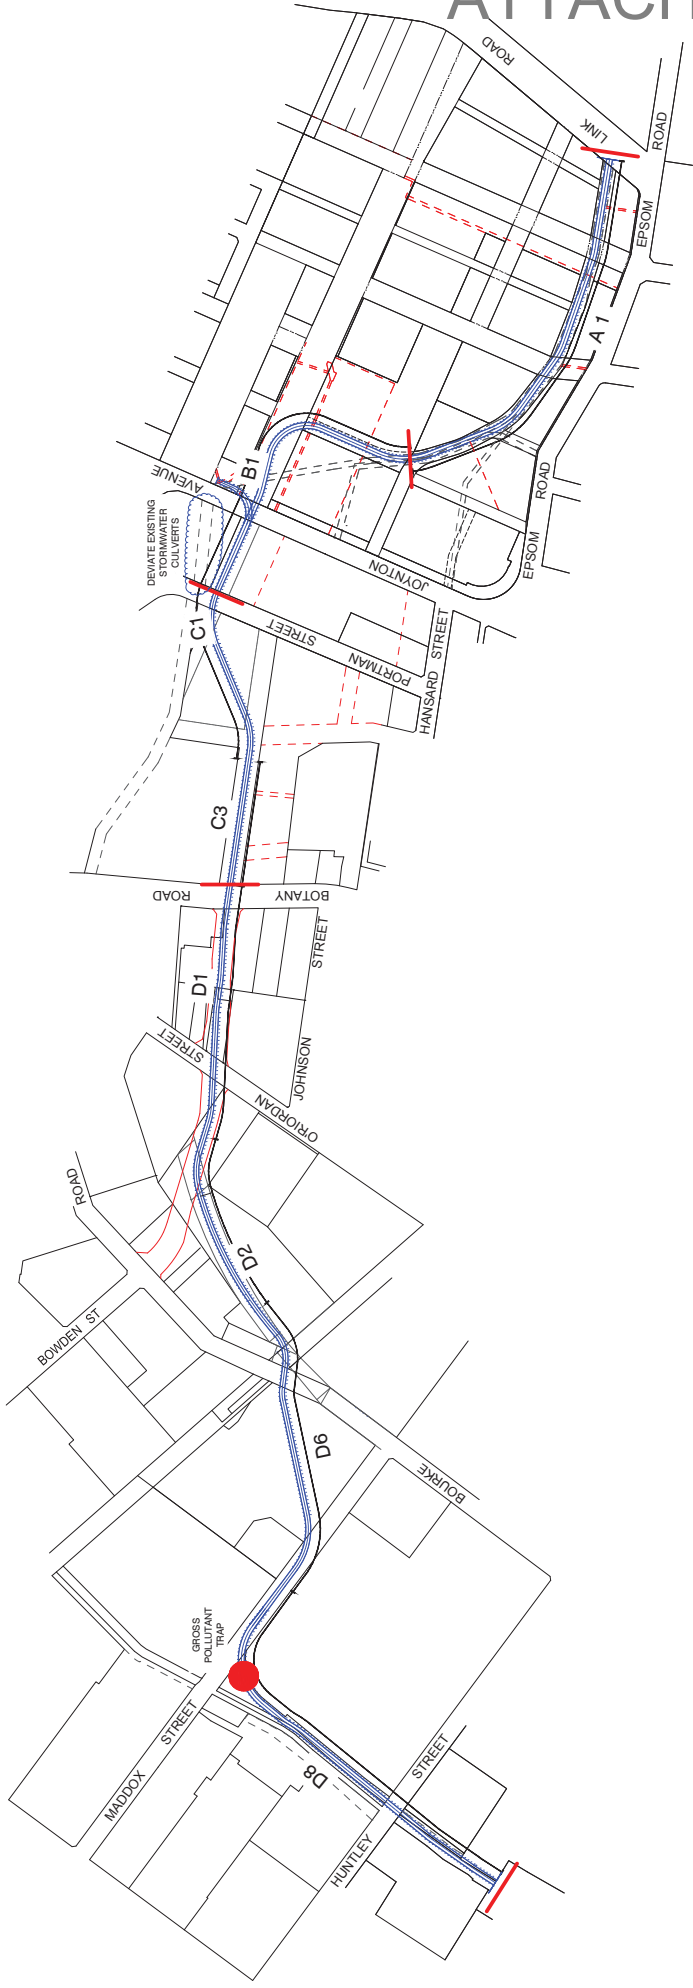 ATTACH
ROAD
LINK
ROAD
EPSOM
A 1
B1
AVENUE
DEVIATE EXISTING
STORMWATER
CULVERTS
ROAD
EPSOM
JOYNTON
C1
STREET
PORTMAN
STREET
HANSARD
C3
ROAD
BOTANY
STREET
D1
STREET
JOHNSON
O'RIORDAN
ROAD
D2
BOWDEN ST
D6
BOURKE
GROSS
POLLUTANT
TRAP
STREET
MADDOX
D8
STREET
HUNTLEY